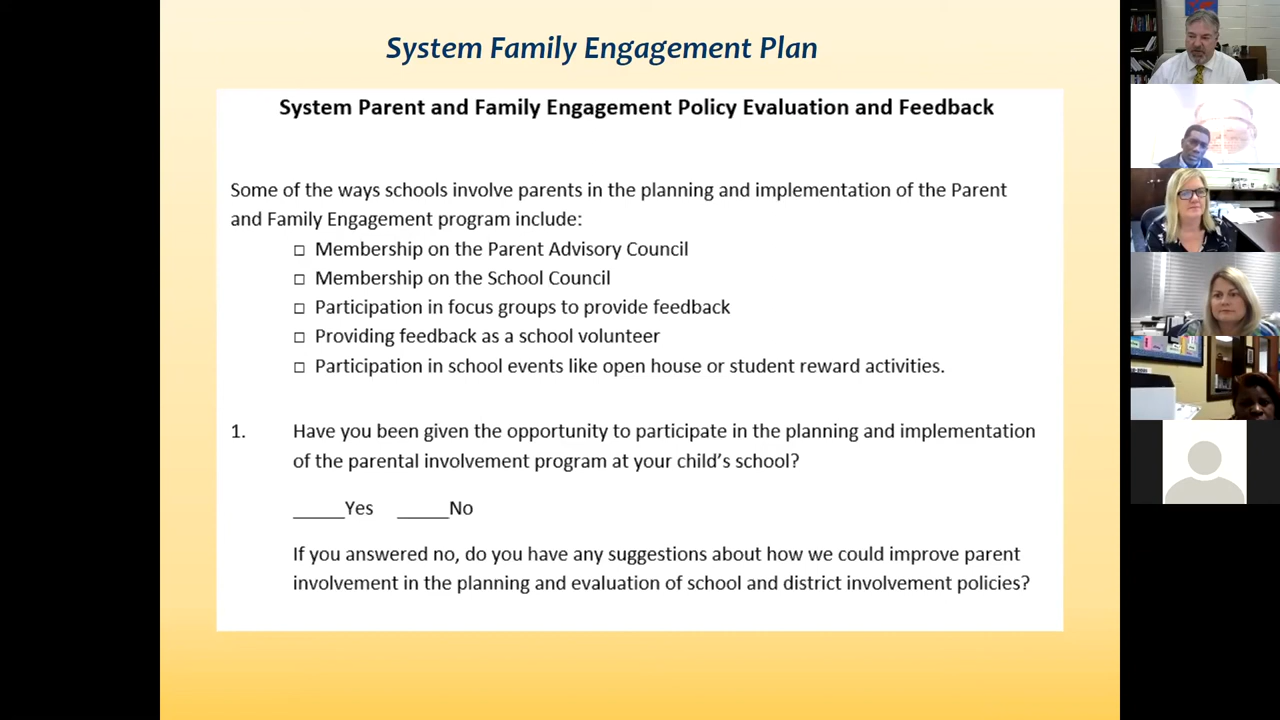 System Family Engagement Plan
System Parent and Family Engagement Policy Evaluation and Feedback
Some of the ways schools involve parents in the planning and implementation of the Parent
and Family Engagement program include:
□ Membership on the Parent Advisory Council
□ Membership on the School Council
□ Participation in focus groups to provide feedback
□ Providing feedback as a school volunteer
□ Participation in school events like open house or student reward activities.
1. Have you been given the opportunity to participate in the planning and implementation
of the parental involvement program at your child’s school?
_____Yes _____No
If you answered no, do you have any suggestions about how we could improve parent
involvement in the planning and evaluation of school and district involvement policies?